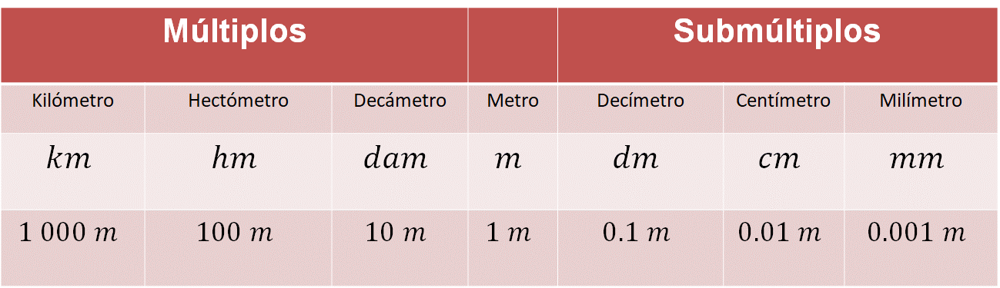 Múltiplos Submúltiplos
Kilómetro Hectómetro Decámetro Metro Decímetro Centímetro Milímetro
km hm dam m dm cm mm
1 000 m 100 m 10 m 1 m 0.1 m 0.01 m 0.001 m